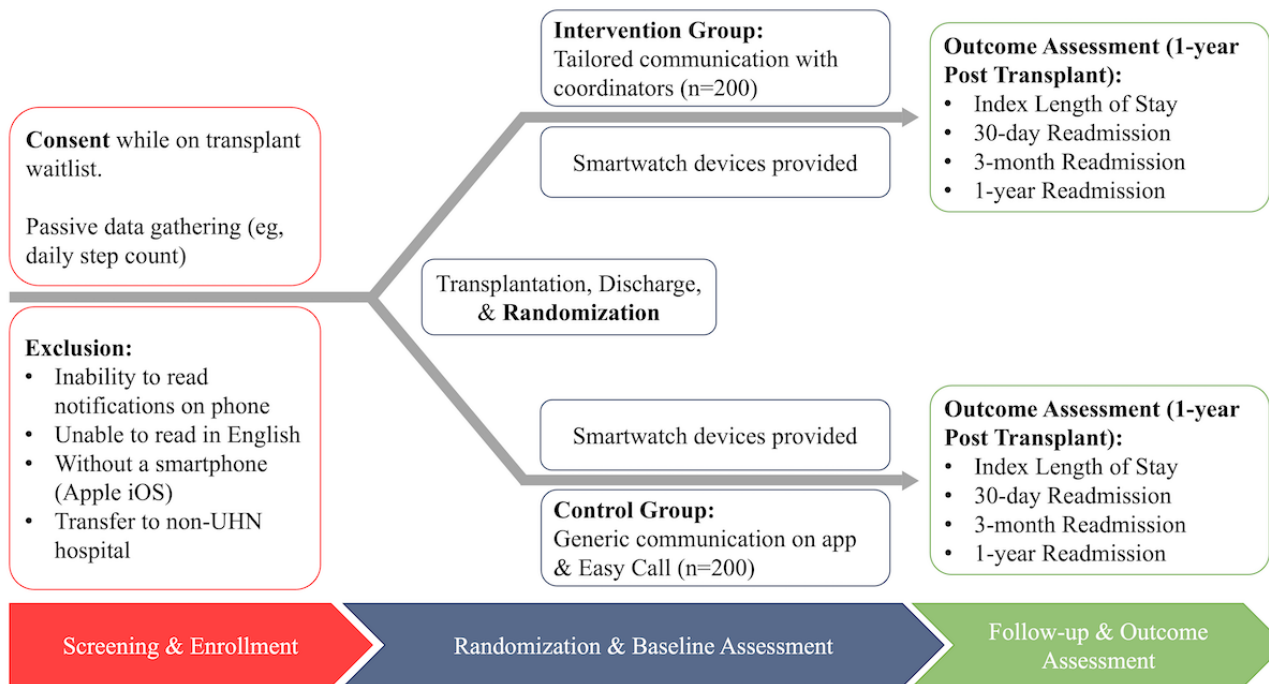 Consent while on transplant
waitlist.
Passive data gathering (eg,
daily step count)
Exclusion:
• Inability to read
notifications on phone
• Unable to read in English
• Without a smartphone
(Apple iOS)
• Transfer to non-UHN
hospital
Transplantation, Discharge,
& Randomization
Intervention Group:
Tailored communication with
coordinators (n=200)
Smartwatch devices provided
Outcome Assessment (1-year
Post Transplant):
• Index Length of Stay
• 30-day Readmission
• 3-month Readmission
• 1-year Readmission
Smartwatch devices provided
Control Group:
Generic communication on app
& Easy Call (n=200)
Outcome Assessment (1-year
Post Transplant):
• Index Length of Stay
• 30-day Readmission
• 3-month Readmission
• 1-year Readmission
Screening & Enrollment
Randomization & Baseline Assessment
Follow-up & Outcome
Assessment